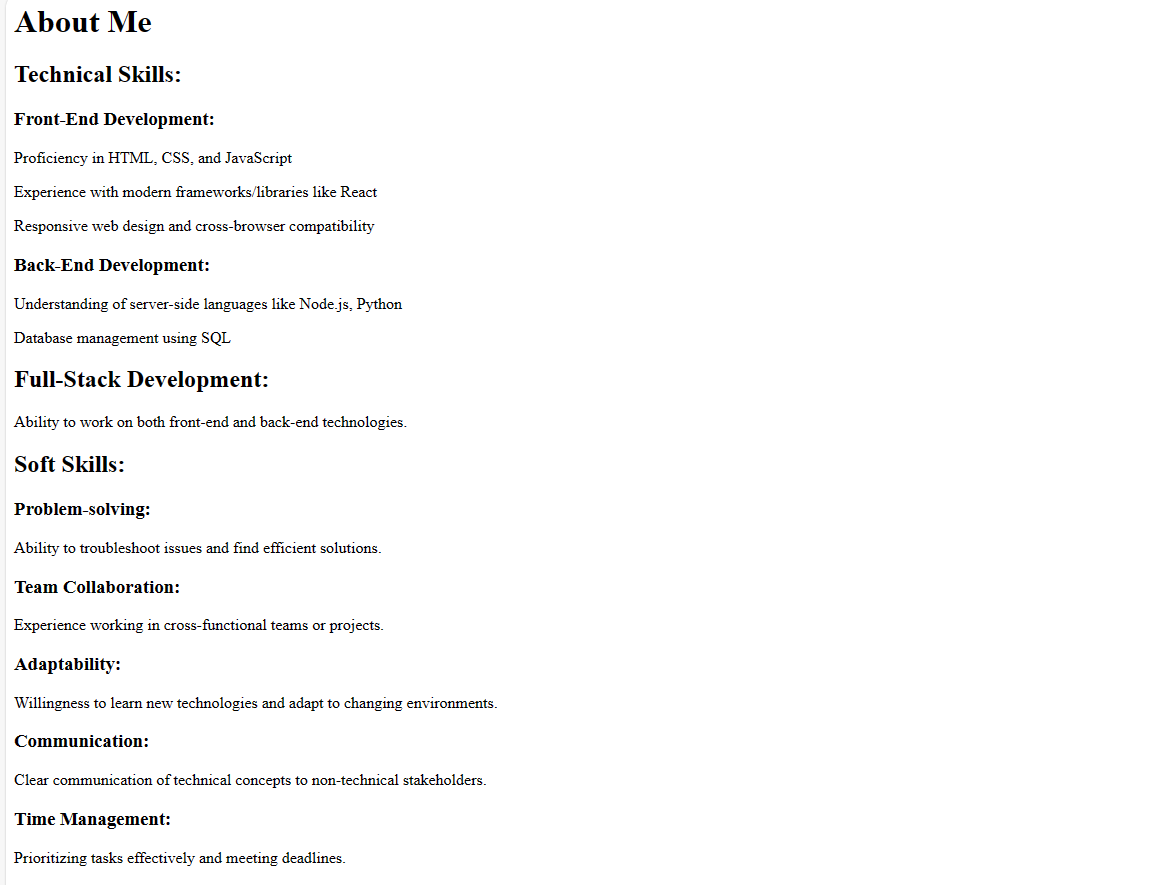 About Me
Technical Skills:
Front-End Development:
Proficiency in HTML, CSS, and JavaScript
Experience with modern frameworks/libraries like React
Responsive web design and cross-browser compatibility
Back-End Development:
Understanding of server-side languages like Node.js, Python
Database management using SQL
Full-Stack Development:
Ability to work on both front-end and back-end technologies.
Soft Skills:
Problem-solving:
Ability to troubleshoot issues and find efficient solutions.
Team Collaboration:
Experience working in cross-functional teams or projects.
Adaptability:
Willingness to learn new technologies and adapt to changing environments.
Communication:
Clear communication of technical concepts to non-technical stakeholders.
Time Management:
Prioritizing tasks effectively and meeting deadlines.